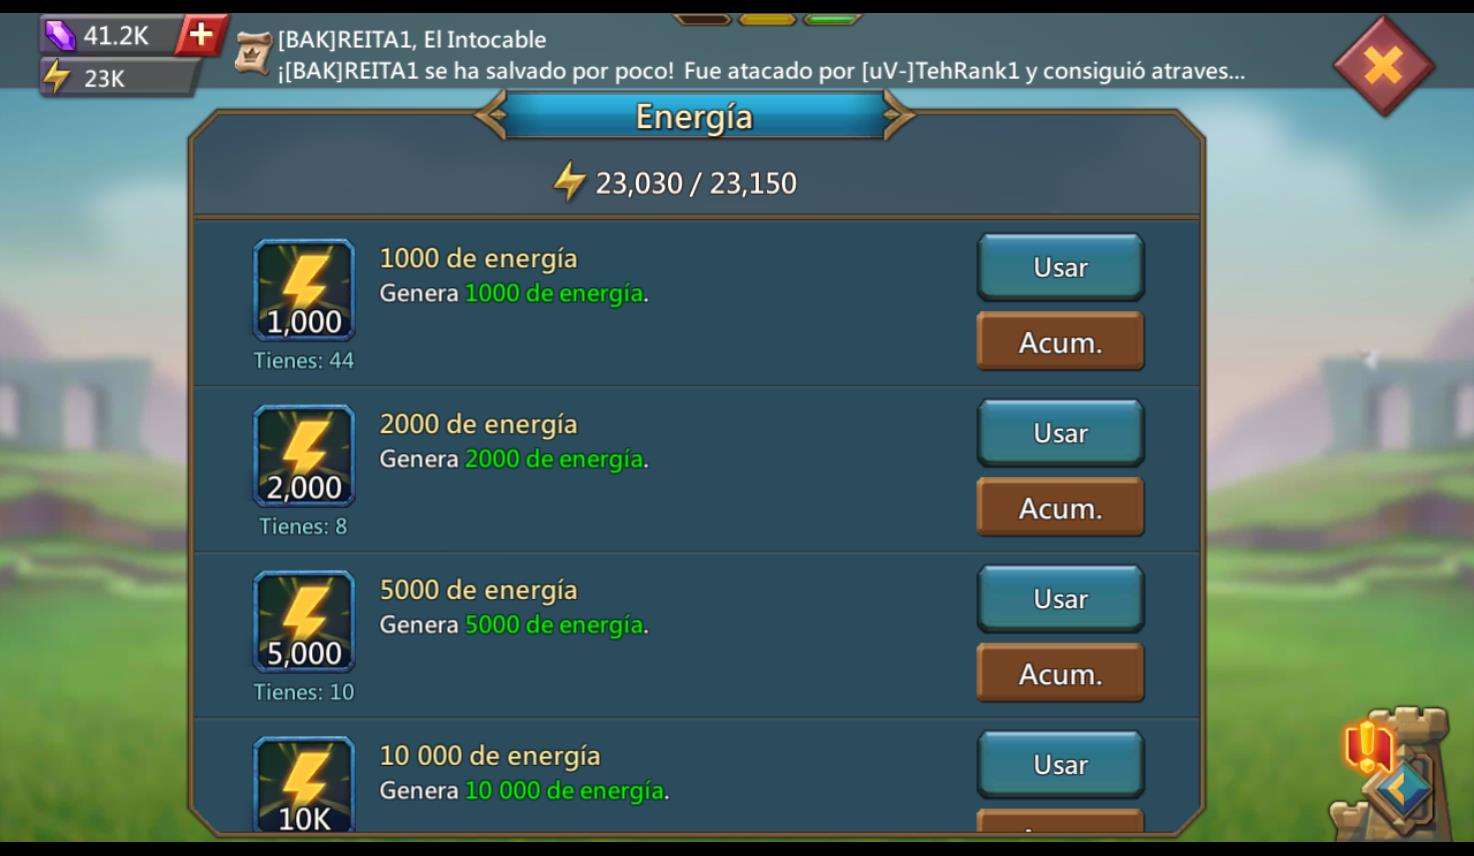 41.2K
[BAK]REITA1, El Intocable
23K
¡[BAK]REITA1 se ha salvado por poco! Fue atacado por [uV-]TehRank1 y consiguió atraves...
Energía
23,030 / 23,150
1000 de energía
Genera 1000 de energía.
1,000
Tienes: 44
Usar
Acum.
2000 de energía
Genera 2000 de energía.
2,000
Tienes: 8
Usar
Acum.
5000 de energía
Genera 5000 de energía.
5,000
Tienes: 10
Usar
Acum.
10 000 de energía
Genera 10 000 de energía.
10K
Usar